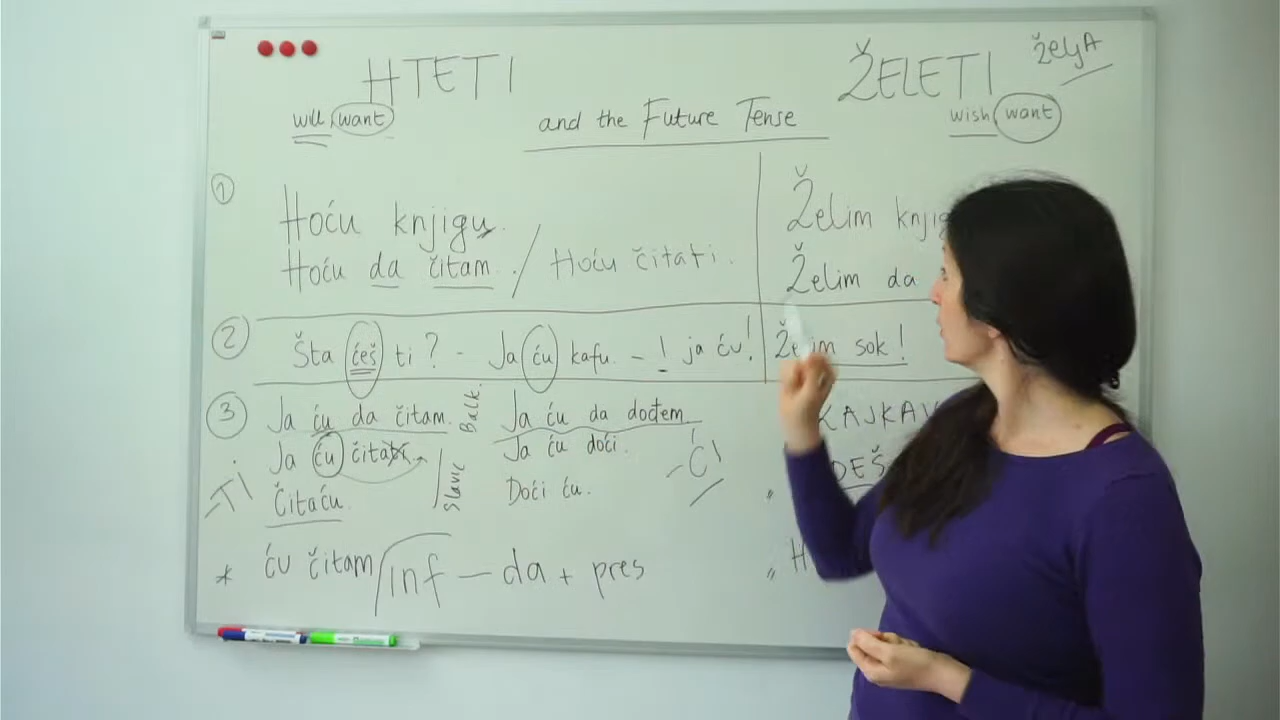 HTETI
ŽELETI
ŽeljA
will, want
and the Future Tense
wish, want
1
Hoću knjigu.
Hoću da čitam. / Hoću čitati.
Želim
Želim da
2
Šta ćeš ti? - Ja ću kafu. - ! ja ću!
Želim sok!
3
Ja ću da čitam.
Balk.
Ja ću da dođem
Ja ću čitati.
Ja ću doći.
-Ći
-Ti
Čitaću.
Slavic
Doći ću.
* ću čitam / inf - da + pres